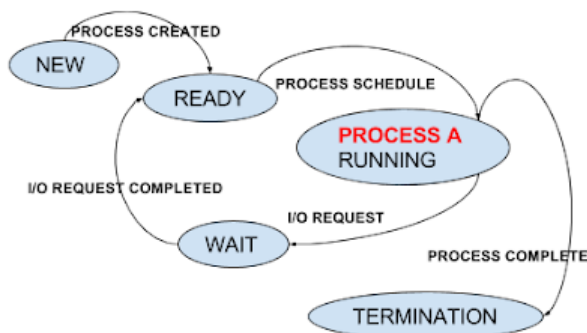 PROCESS CREATED
NEW
READY
PROCESS SCHEDULE
PROCESS A
RUNNING
I/O REQUEST COMPLETED
I/O REQUEST
WAIT
PROCESS COMPLETE
TERMINATION